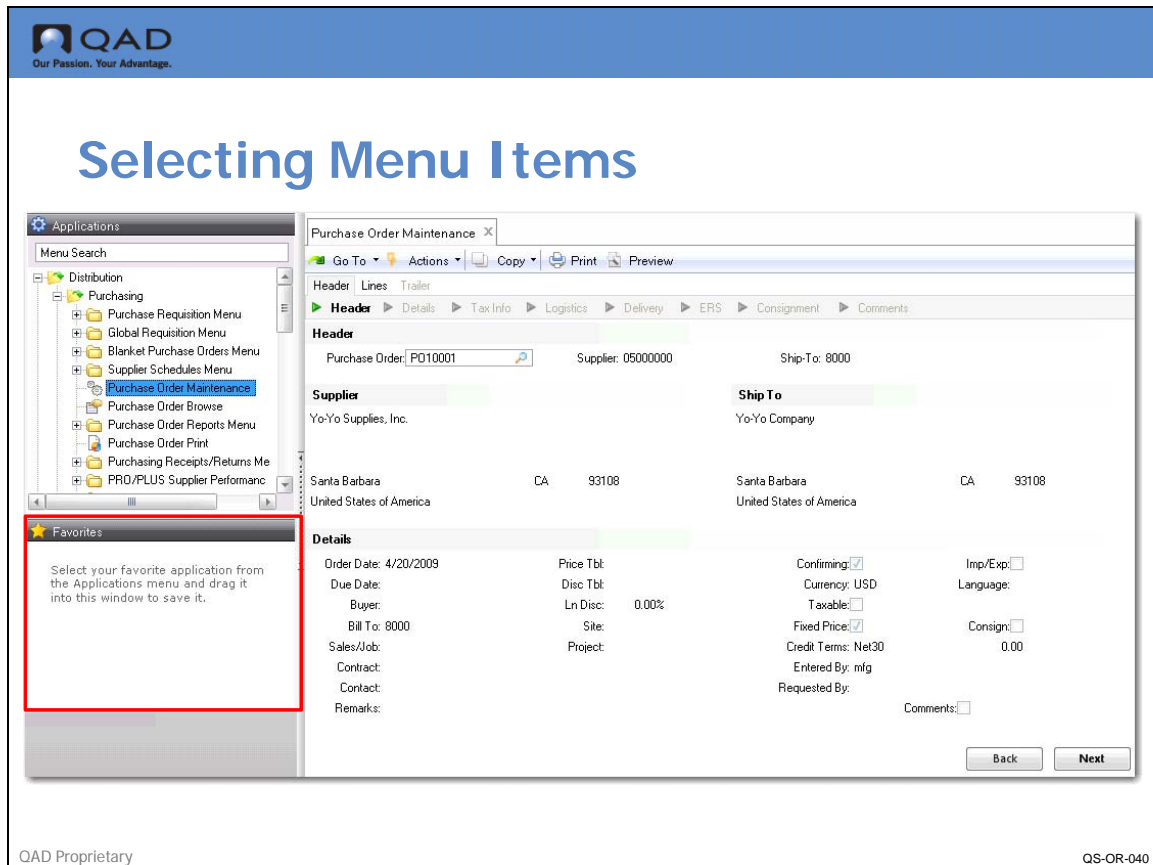 QAD
Our Passion. Your Advantage.
Selecting Menu Items
Applications
Menu Search
Distribution
Purchasing
Purchase Requisition Menu
Global Requisition Menu
Blanket Purchase Orders Menu
Supplier Schedules Menu
Purchase Order Maintenance
Purchase Order Browse
Purchase Order Reports Menu
Purchase Order Print
Purchasing Receipts/Returns Me
PRO/PLUS Supplier Performanc
Favorites
Select your favorite application from
the Applications menu and drag it
into this window to save it.
Purchase Order Maintenance X
Go To Actions Copy Print Preview
Header Lines Trailer
Header Details Tax Info Logistics Delivery ERS Consignment Comments
Header
Purchase Order: PO10001 Supplier: 05000000 Ship-To: 8000
Supplier Ship To
Yo-Yo Supplies, Inc. Yo-Yo Company
Santa Barbara CA 93108 Santa Barbara CA 93108
United States of America United States of America
Details
Order Date: 4/20/2009 Price Tbl: Confirming: Imp/Exp:
Due Date: Disc Tbl: Currency: USD Language:
Buyer: Ln Disc: 0.00% Taxable:
Bill To: 8000 Site: Fixed Price: Consign:
Sales/Job: Project: Credit Terms: Net30 0.00
Contract: Entered By: mfg
Contact: Requested By:
Remarks: Comments:
Back Next
QAD Proprietary QS-OR-040